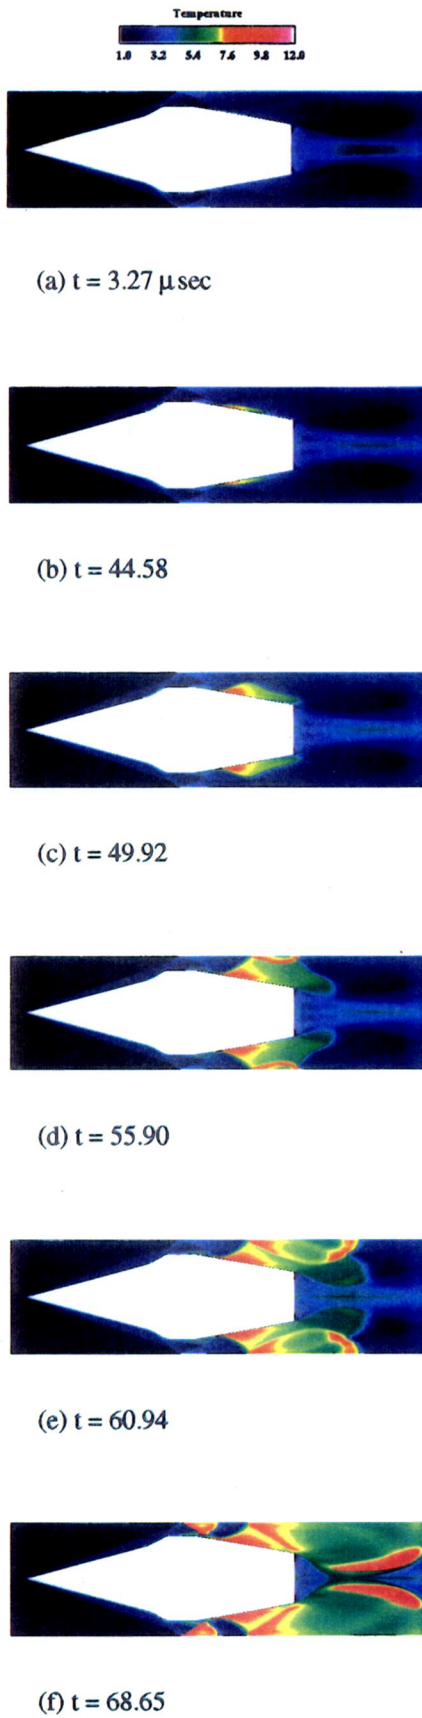 Temperature
1.0 3.2 5.4 7.6 9.8 12.0
(a) t = 3.27 μsec
(b) t = 44.58
(c) t = 49.92
(d) t = 55.90
(e) t = 60.94
(f) t = 68.65